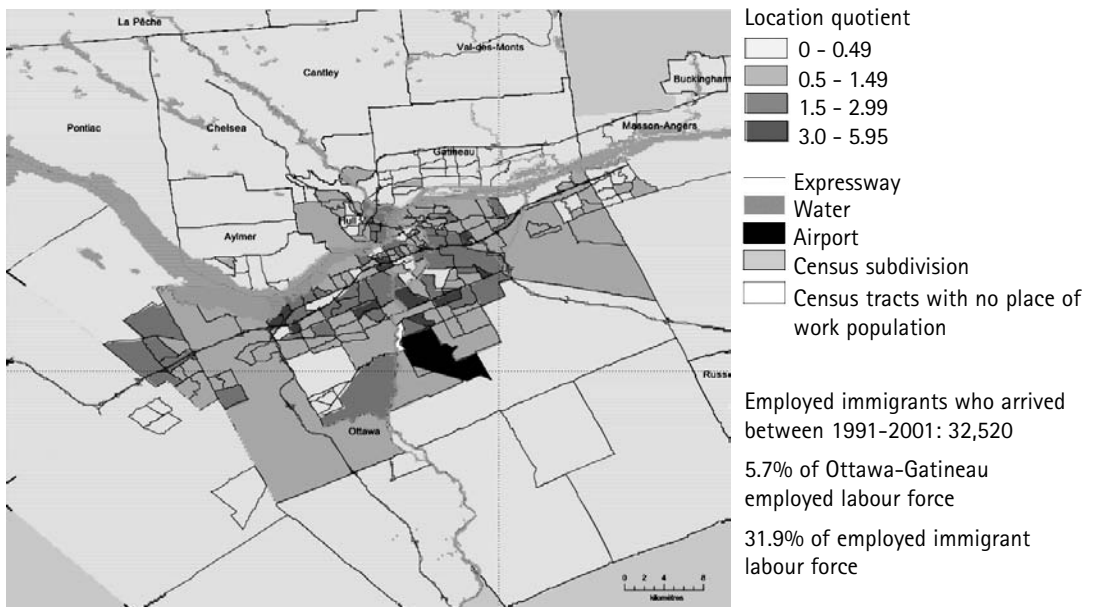 La Pêche
Val-des-Monts
Cantley
Buckingham
Pontiac
Chelsea
Masson-Angers
Gatineau
Hull
Aylmer
Russe
Ottawa
0 2 4 8
kilomètres
Location quotient
0 - 0.49
0.5 - 1.49
1.5 - 2.99
3.0 - 5.95
Expressway
Water
Airport
Census subdivision
Census tracts with no place of
work population
Employed immigrants who arrived
between 1991-2001: 32,520
5.7% of Ottawa-Gatineau
employed labour force
31.9% of employed immigrant
labour force